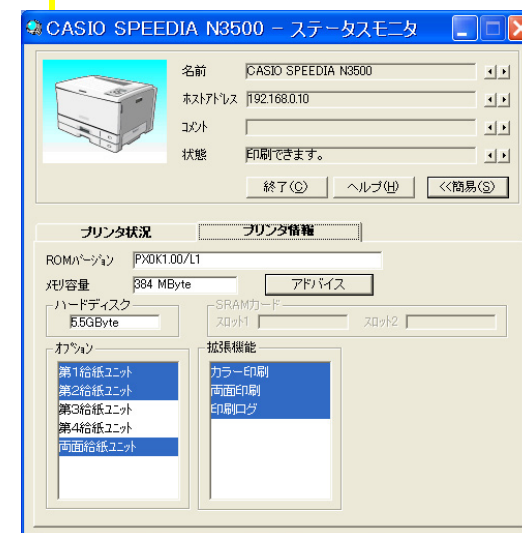 CASIO SPEEDIA N3500 - ステータスモニタ
名前 CASIO SPEEDIA N3500
ホストアドレス 192.168.0.10
コメント
状態 印刷できます。
終了(C) ヘルプ(H) <<簡易(S)
プリンタ状況 プリンタ情報
ROMバージョン PX0K1.00/L1
メモリ容量 384 MByte アドバイス
ハードディスク SRAMカード
5.5GByte スロット1 スロット2
オプション 拡張機能
第1給紙ユニット カラー印刷
第2給紙ユニット 両面印刷
第3給紙ユニット 印刷ログ
第4給紙ユニット
両面給紙ユニット